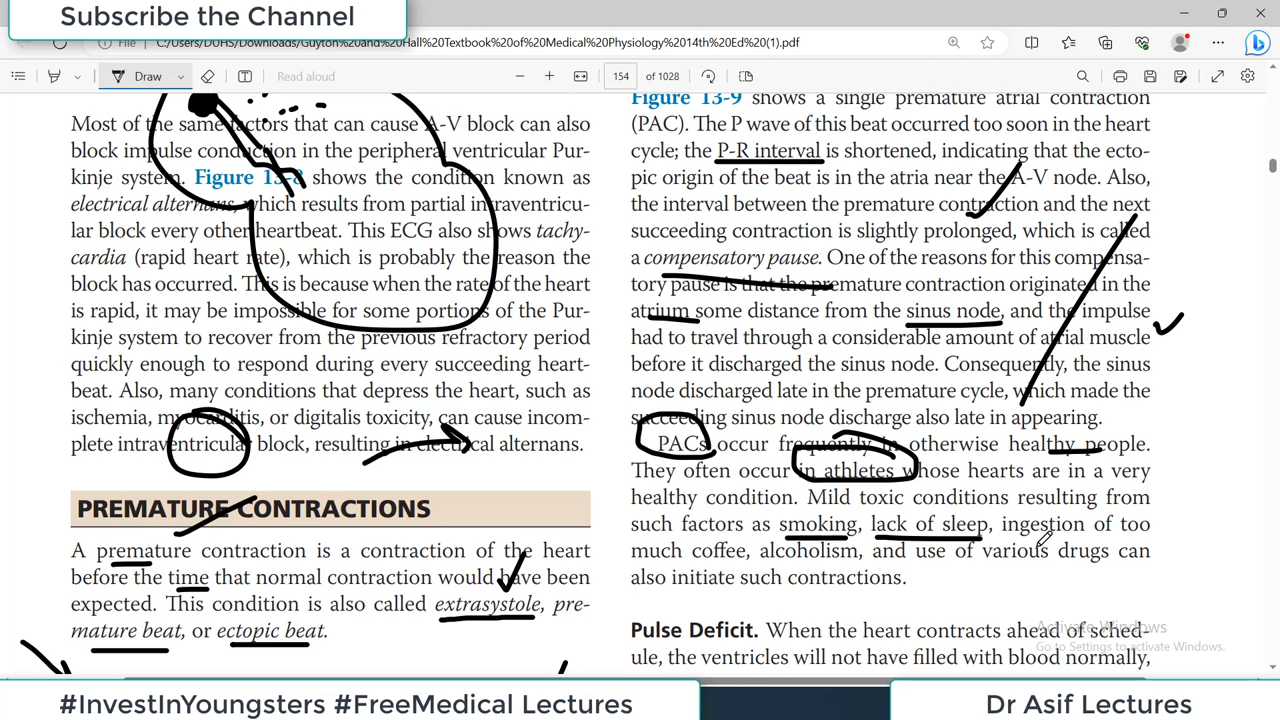 Subscribe the Channel
File
C:/Users/DUHS/Downloads/Guyton%20and%20Hall%20Textbook%20of%20Medical%20Physiology%2014th%20Ed%20(1).pdf
Draw
Read aloud
154 of 1028
Most of the same factors that can cause A-V block can also
block impulse conduction in the peripheral ventricular Pur-
kinje system. Figure 13-8 shows the condition known as
electrical alternans, which results from partial intraventricu-
lar block every other heartbeat. This ECG also shows tachy-
cardia (rapid heart rate), which is probably the reason the
block has occurred. This is because when the rate of the heart
is rapid, it may be impossible for some portions of the Pur-
kinje system to recover from the previous refractory period
quickly enough to respond during every succeeding heart-
beat. Also, many conditions that depress the heart, such as
ischemia, myocarditis, or digitalis toxicity, can cause incom-
plete intraventricular block, resulting in electrical alternans.
PREMATURE CONTRACTIONS
A premature contraction is a contraction of the heart
before the time that normal contraction would have been
expected. This condition is also called extrasystole, pre-
mature beat, or ectopic beat.
Figure 13-9 shows a single premature atrial contraction
(PAC). The P wave of this beat occurred too soon in the heart
cycle; the P-R interval is shortened, indicating that the ecto-
pic origin of the beat is in the atria near the A-V node. Also,
the interval between the premature contraction and the next
succeeding contraction is slightly prolonged, which is called
a compensatory pause. One of the reasons for this compensa-
tory pause is that the premature contraction originated in the
atrium some distance from the sinus node, and the impulse
had to travel through a considerable amount of atrial muscle
before it discharged the sinus node. Consequently, the sinus
node discharged late in the premature cycle, which made the
succeeding sinus node discharge also late in appearing.
PACs occur frequently in otherwise healthy people.
They often occur in athletes whose hearts are in a very
healthy condition. Mild toxic conditions resulting from
such factors as smoking, lack of sleep, ingestion of too
much coffee, alcoholism, and use of various drugs can
also initiate such contractions.
Pulse Deficit. When the heart contracts ahead of sched-
ule, the ventricles will not have filled with blood normally,
Activate Windows
Go to Settings to activate Windows.
#InvestInYoungsters #FreeMedical Lectures
Dr Asif Lectures